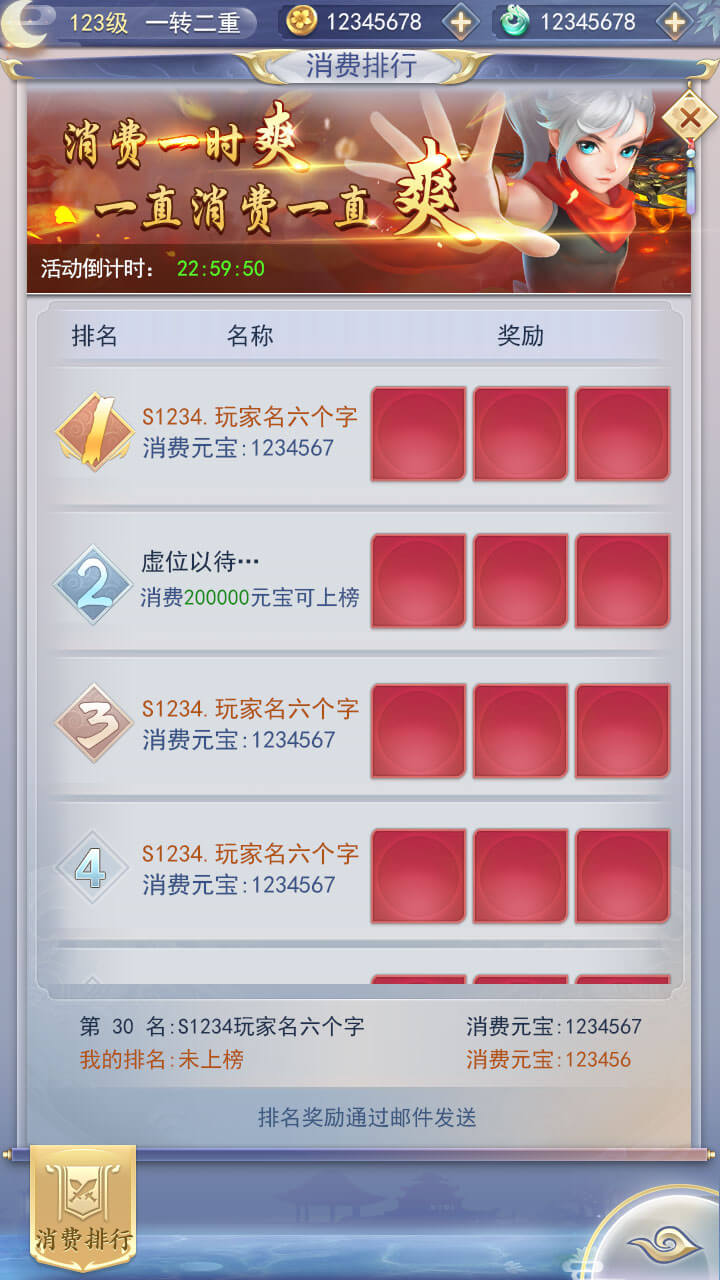 123级 一转二重 12345678 12345678
消费排行
消费一时爽
一直消费一直爽
活动倒计时： 22:59:50
排名 名称 奖励
1 S1234.玩家名六个字
消费元宝:1234567
2 虚位以待…
消费200000元宝可上榜
3 S1234.玩家名六个字
消费元宝:1234567
4 S1234.玩家名六个字
消费元宝:1234567
第 30 名:S1234玩家名六个字 消费元宝:1234567
我的排名:未上榜 消费元宝:123456
排名奖励通过邮件发送
消费排行